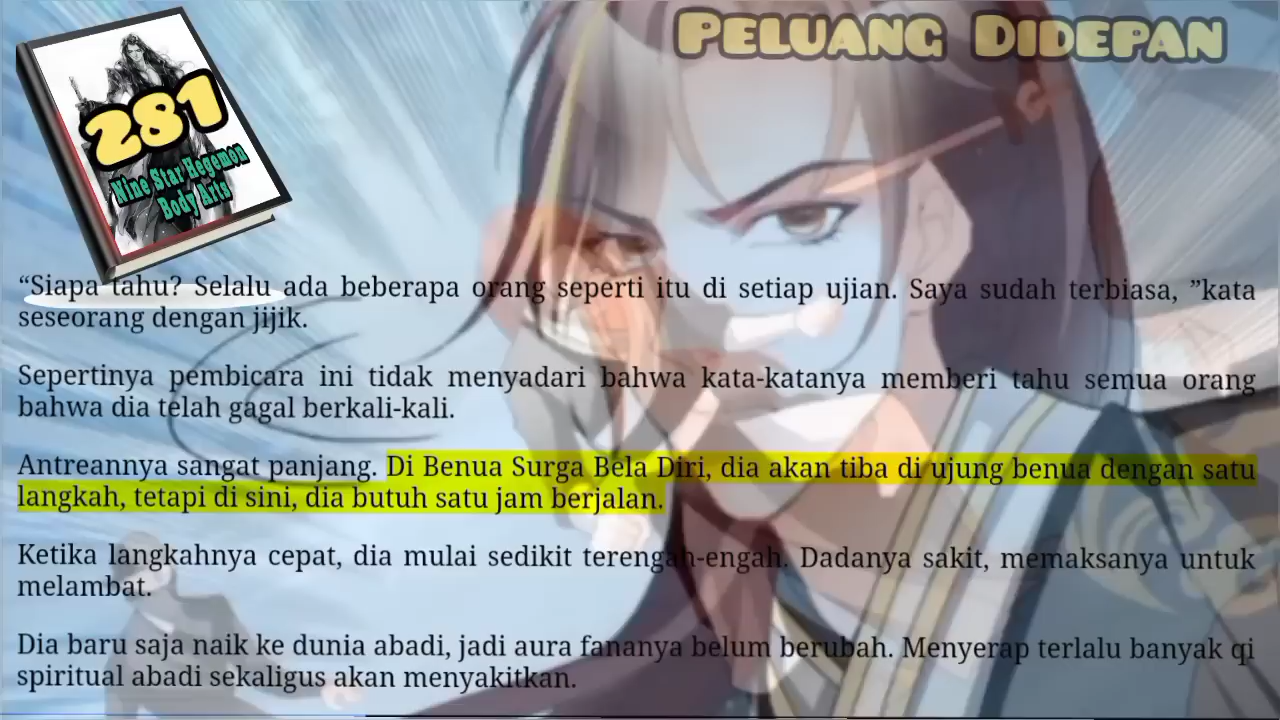 PELUANG DIDEPAN
281
Nine Star Hegemon
Body Arts
“Siapa tahu? Selalu ada beberapa orang seperti itu di setiap ujian. Saya sudah terbiasa, ”kata
seseorang dengan jijik.
Sepertinya pembicara ini tidak menyadari bahwa kata-katanya memberi tahu semua orang
bahwa dia telah gagal berkali-kali.
Antreannya sangat panjang. Di Benua Surga Bela Diri, dia akan tiba di ujung benua dengan satu
langkah, tetapi di sini, dia butuh satu jam berjalan.
Ketika langkahnya cepat, dia mulai sedikit terengah-engah. Dadanya sakit, memaksanya untuk
melambat.
Dia baru saja naik ke dunia abadi, jadi aura fananya belum berubah. Menyerap terlalu banyak qi
spiritual abadi sekaligus akan menyakitkan.